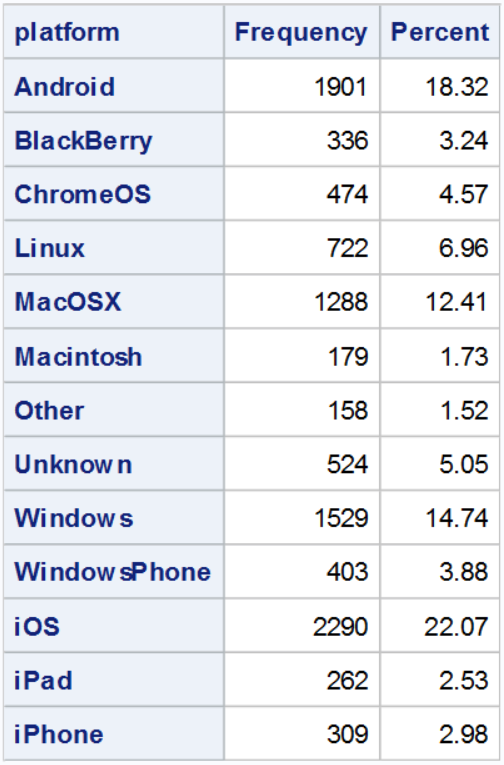 platform Frequency Percent
Android 1901 18.32
BlackBerry 336 3.24
ChromeOS 474 4.57
Linux 722 6.96
MacOSX 1288 12.41
Macintosh 179 1.73
Other 158 1.52
Unknown 524 5.05
Windows 1529 14.74
WindowsPhone 403 3.88
iOS 2290 22.07
iPad 262 2.53
iPhone 309 2.98